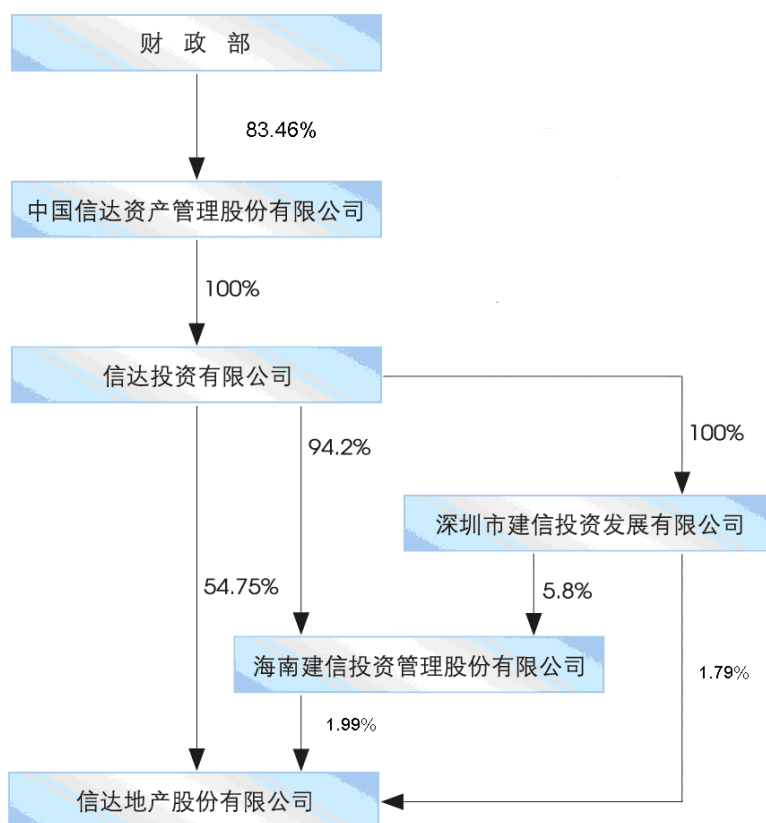 财 政 部
83.46%
中国信达资产管理股份有限公司
100%
信达投资有限公司
94.2%
100%
深圳市建信投资发展有限公司
54.75%
5.8%
海南建信投资管理股份有限公司
1.79%
1.99%
信达地产股份有限公司